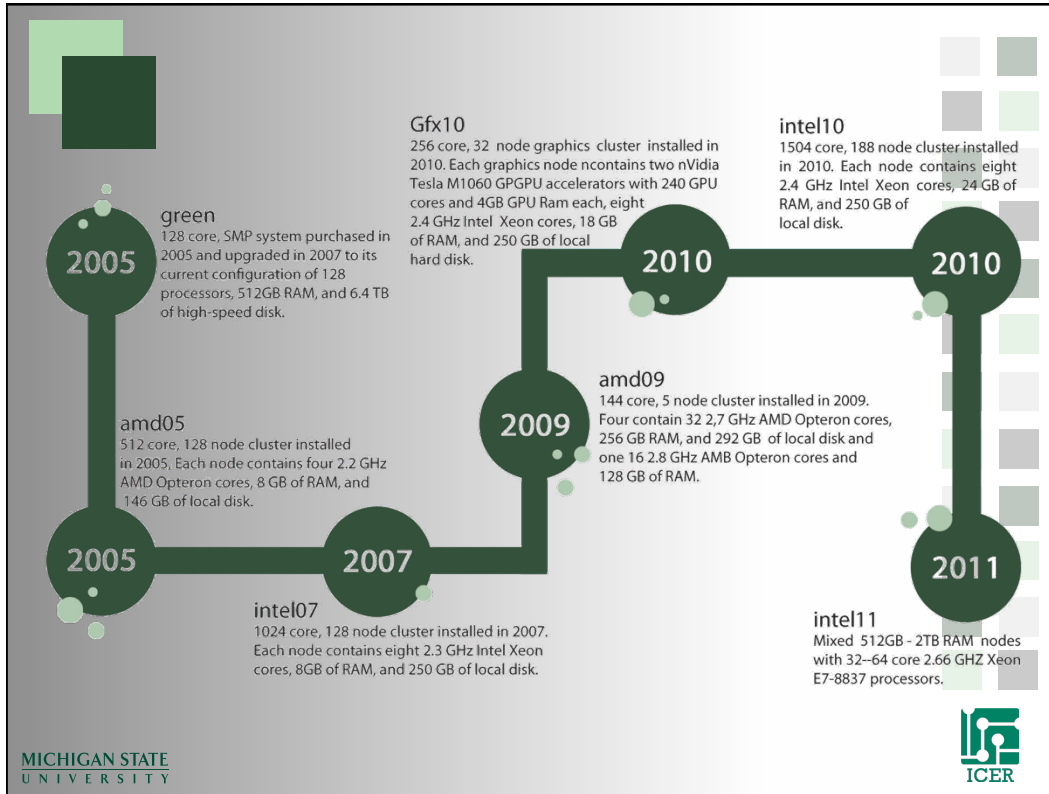 green
128 core, SMP system purchased in
2005 and upgraded in 2007 to its
current configuration of 128
processors, 512GB RAM, and 6.4 TB
of high-speed disk.
2005
amd05
512 core, 128 node cluster installed
in 2005, Each node contains four 2.2 GHz
AMD Opteron cores, 8 GB of RAM, and
146 GB of local disk.
2005
2007
intel07
1024 core, 128 node cluster installed in 2007.
Each node contains eight 2.3 GHz Intel Xeon
cores, 8GB of RAM, and 250 GB of local disk.
2009
amd09
144 core, 5 node cluster installed in 2009.
Four contain 32 2,7 GHz AMD Opteron cores,
256 GB RAM, and 292 GB of local disk and
one 16 2.8 GHz AMB Opteron cores and
128 GB of RAM.
Gfx10
256 core, 32 node graphics cluster installed in
2010. Each graphics node ncontains two nVidia
Tesla M1060 GPGPU accelerators with 240 GPU
cores and 4GB GPU Ram each, eight
2.4 GHz Intel Xeon cores, 18 GB
of RAM, and 250 GB of local
hard disk.
2010
intel10
1504 core, 188 node cluster installed
in 2010. Each node contains eight
2.4 GHz Intel Xeon cores, 24 GB of
RAM, and 250 GB of
local disk.
2010
2011
intel11
Mixed 512GB - 2TB RAM nodes
with 32--64 core 2.66 GHZ Xeon
E7-8837 processors.
MICHIGAN STATE
UNIVERSITY
ICER